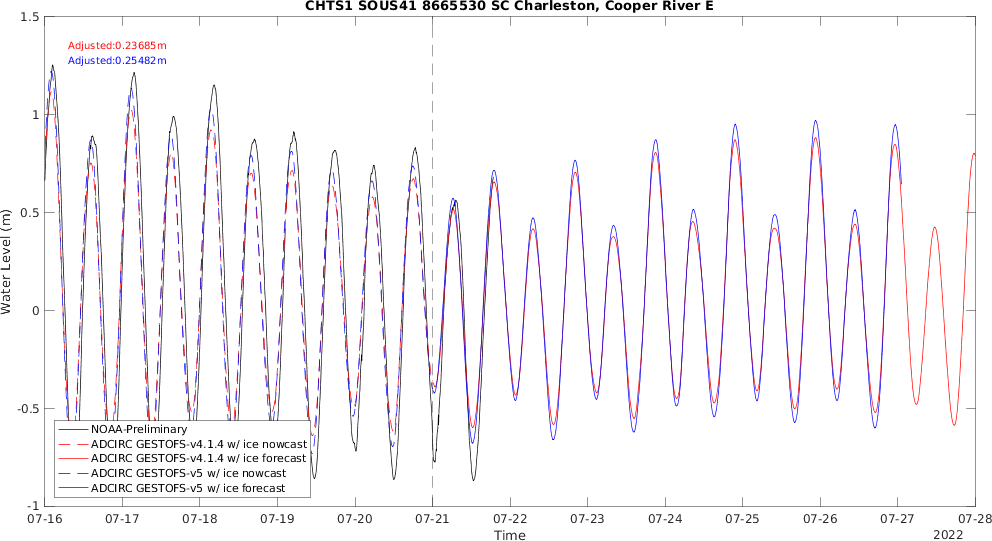 CHTS1 SOUS41 8665530 SC Charleston, Cooper River E
Adjusted:0.23685m
Adjusted:0.25482m
1.5
1
0.5
0
-0.5
-1
Water Level (m)
NOAA-Preliminary
ADCIRC GESTOFS-v4.1.4 w/ ice nowcast
ADCIRC GESTOFS-v4.1.4 w/ ice forecast
ADCIRC GESTOFS-v5 w/ ice nowcast
ADCIRC GESTOFS-v5 w/ ice forecast
07-16 07-17 07-18 07-19 07-20 07-21 07-22 07-23 07-24 07-25 07-26 07-27 07-28
Time
2022